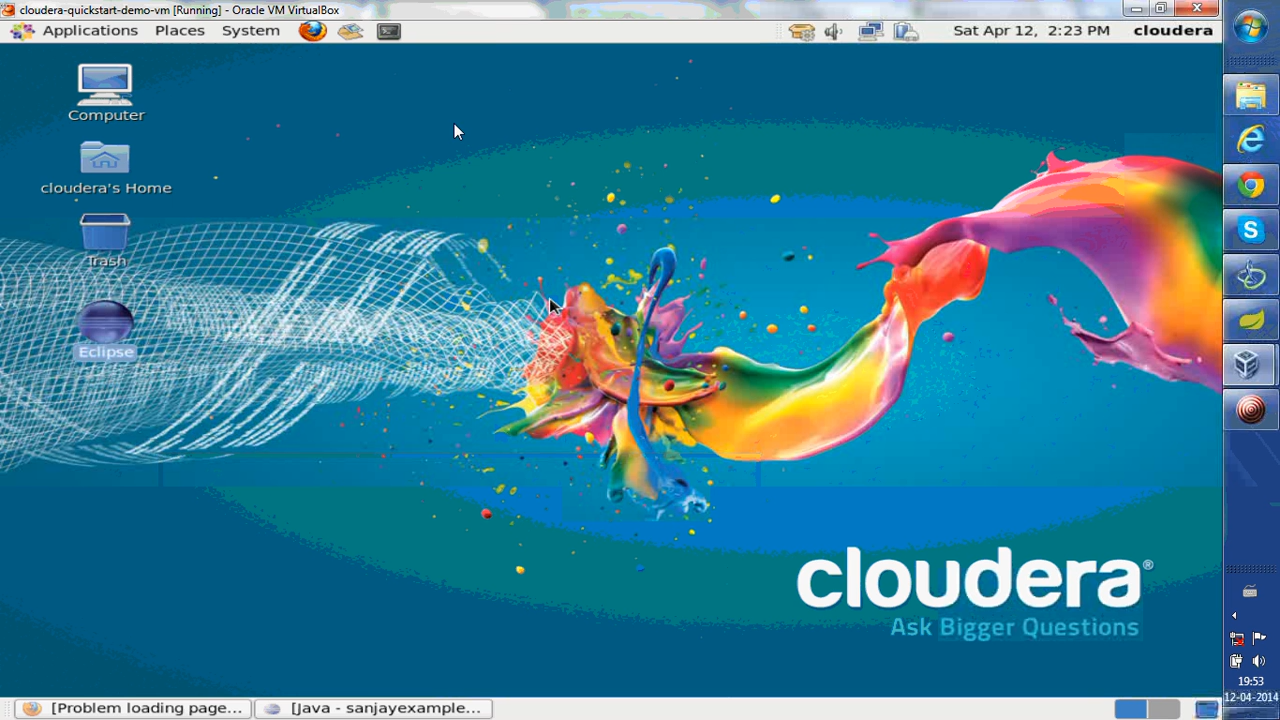 cloudera-quickstart-demo-vm [Running] - Oracle VM VirtualBox
Applications Places System Sat Apr 12, 2:23 PM cloudera
Computer
cloudera's Home
Trash
Eclipse
cloudera®
Ask Bigger Questions
[Problem loading page... [Java - sanjayexample...
19:53
12-04-2014